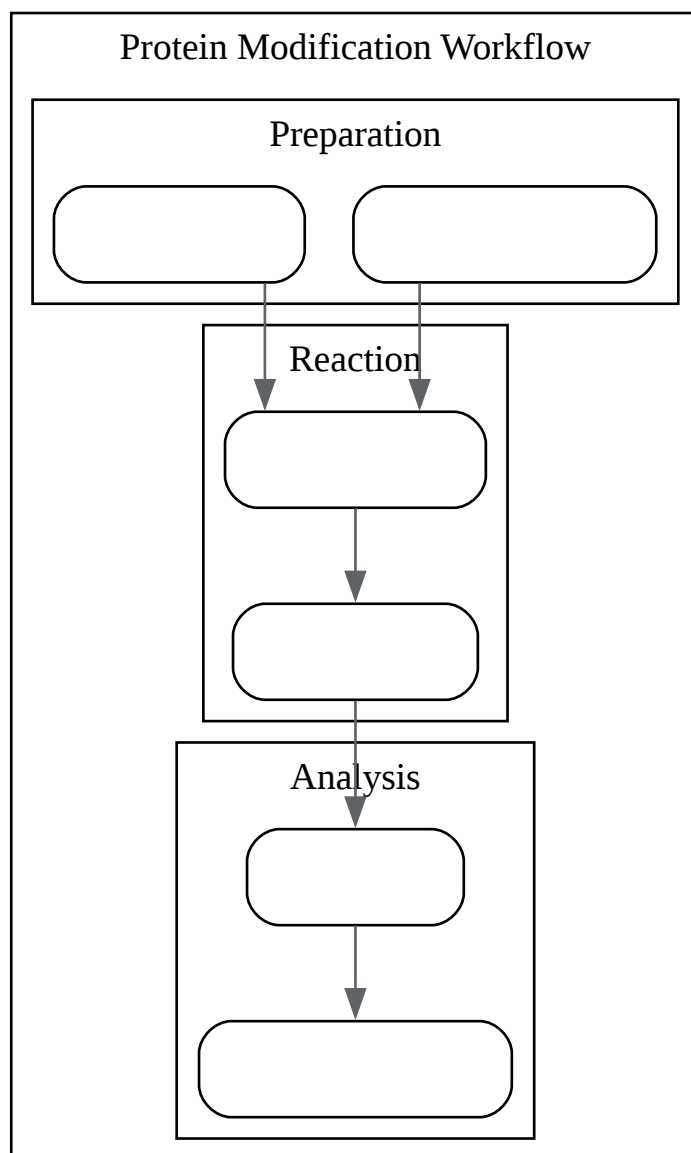 Protein Modification Workflow
Preparation
Reaction
Analysis